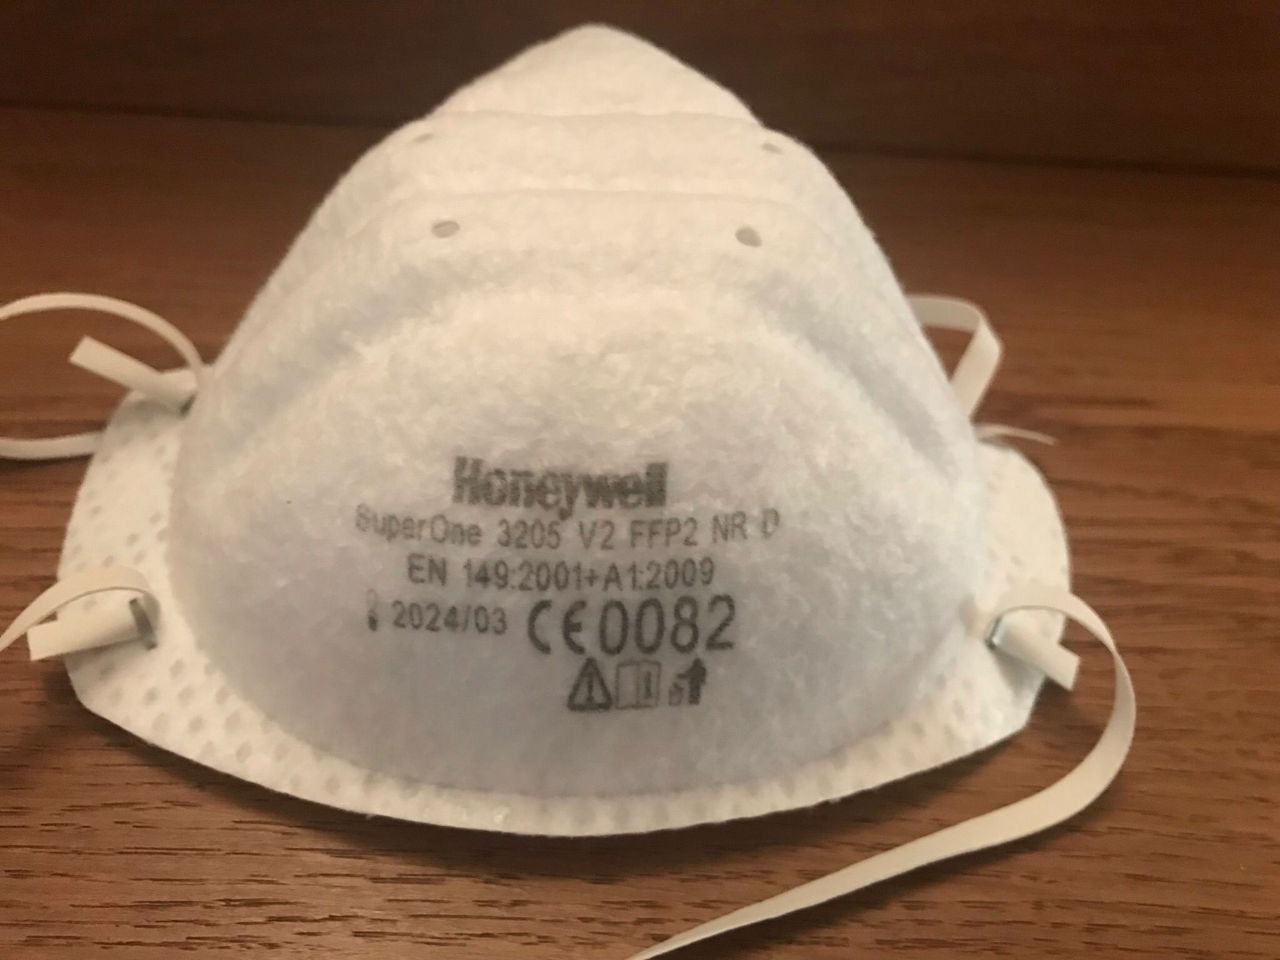 Honeywell
SuperOne 3205 V2 FFP2 NR D
EN 149:2001+A1:2009
2024/03 CE0082